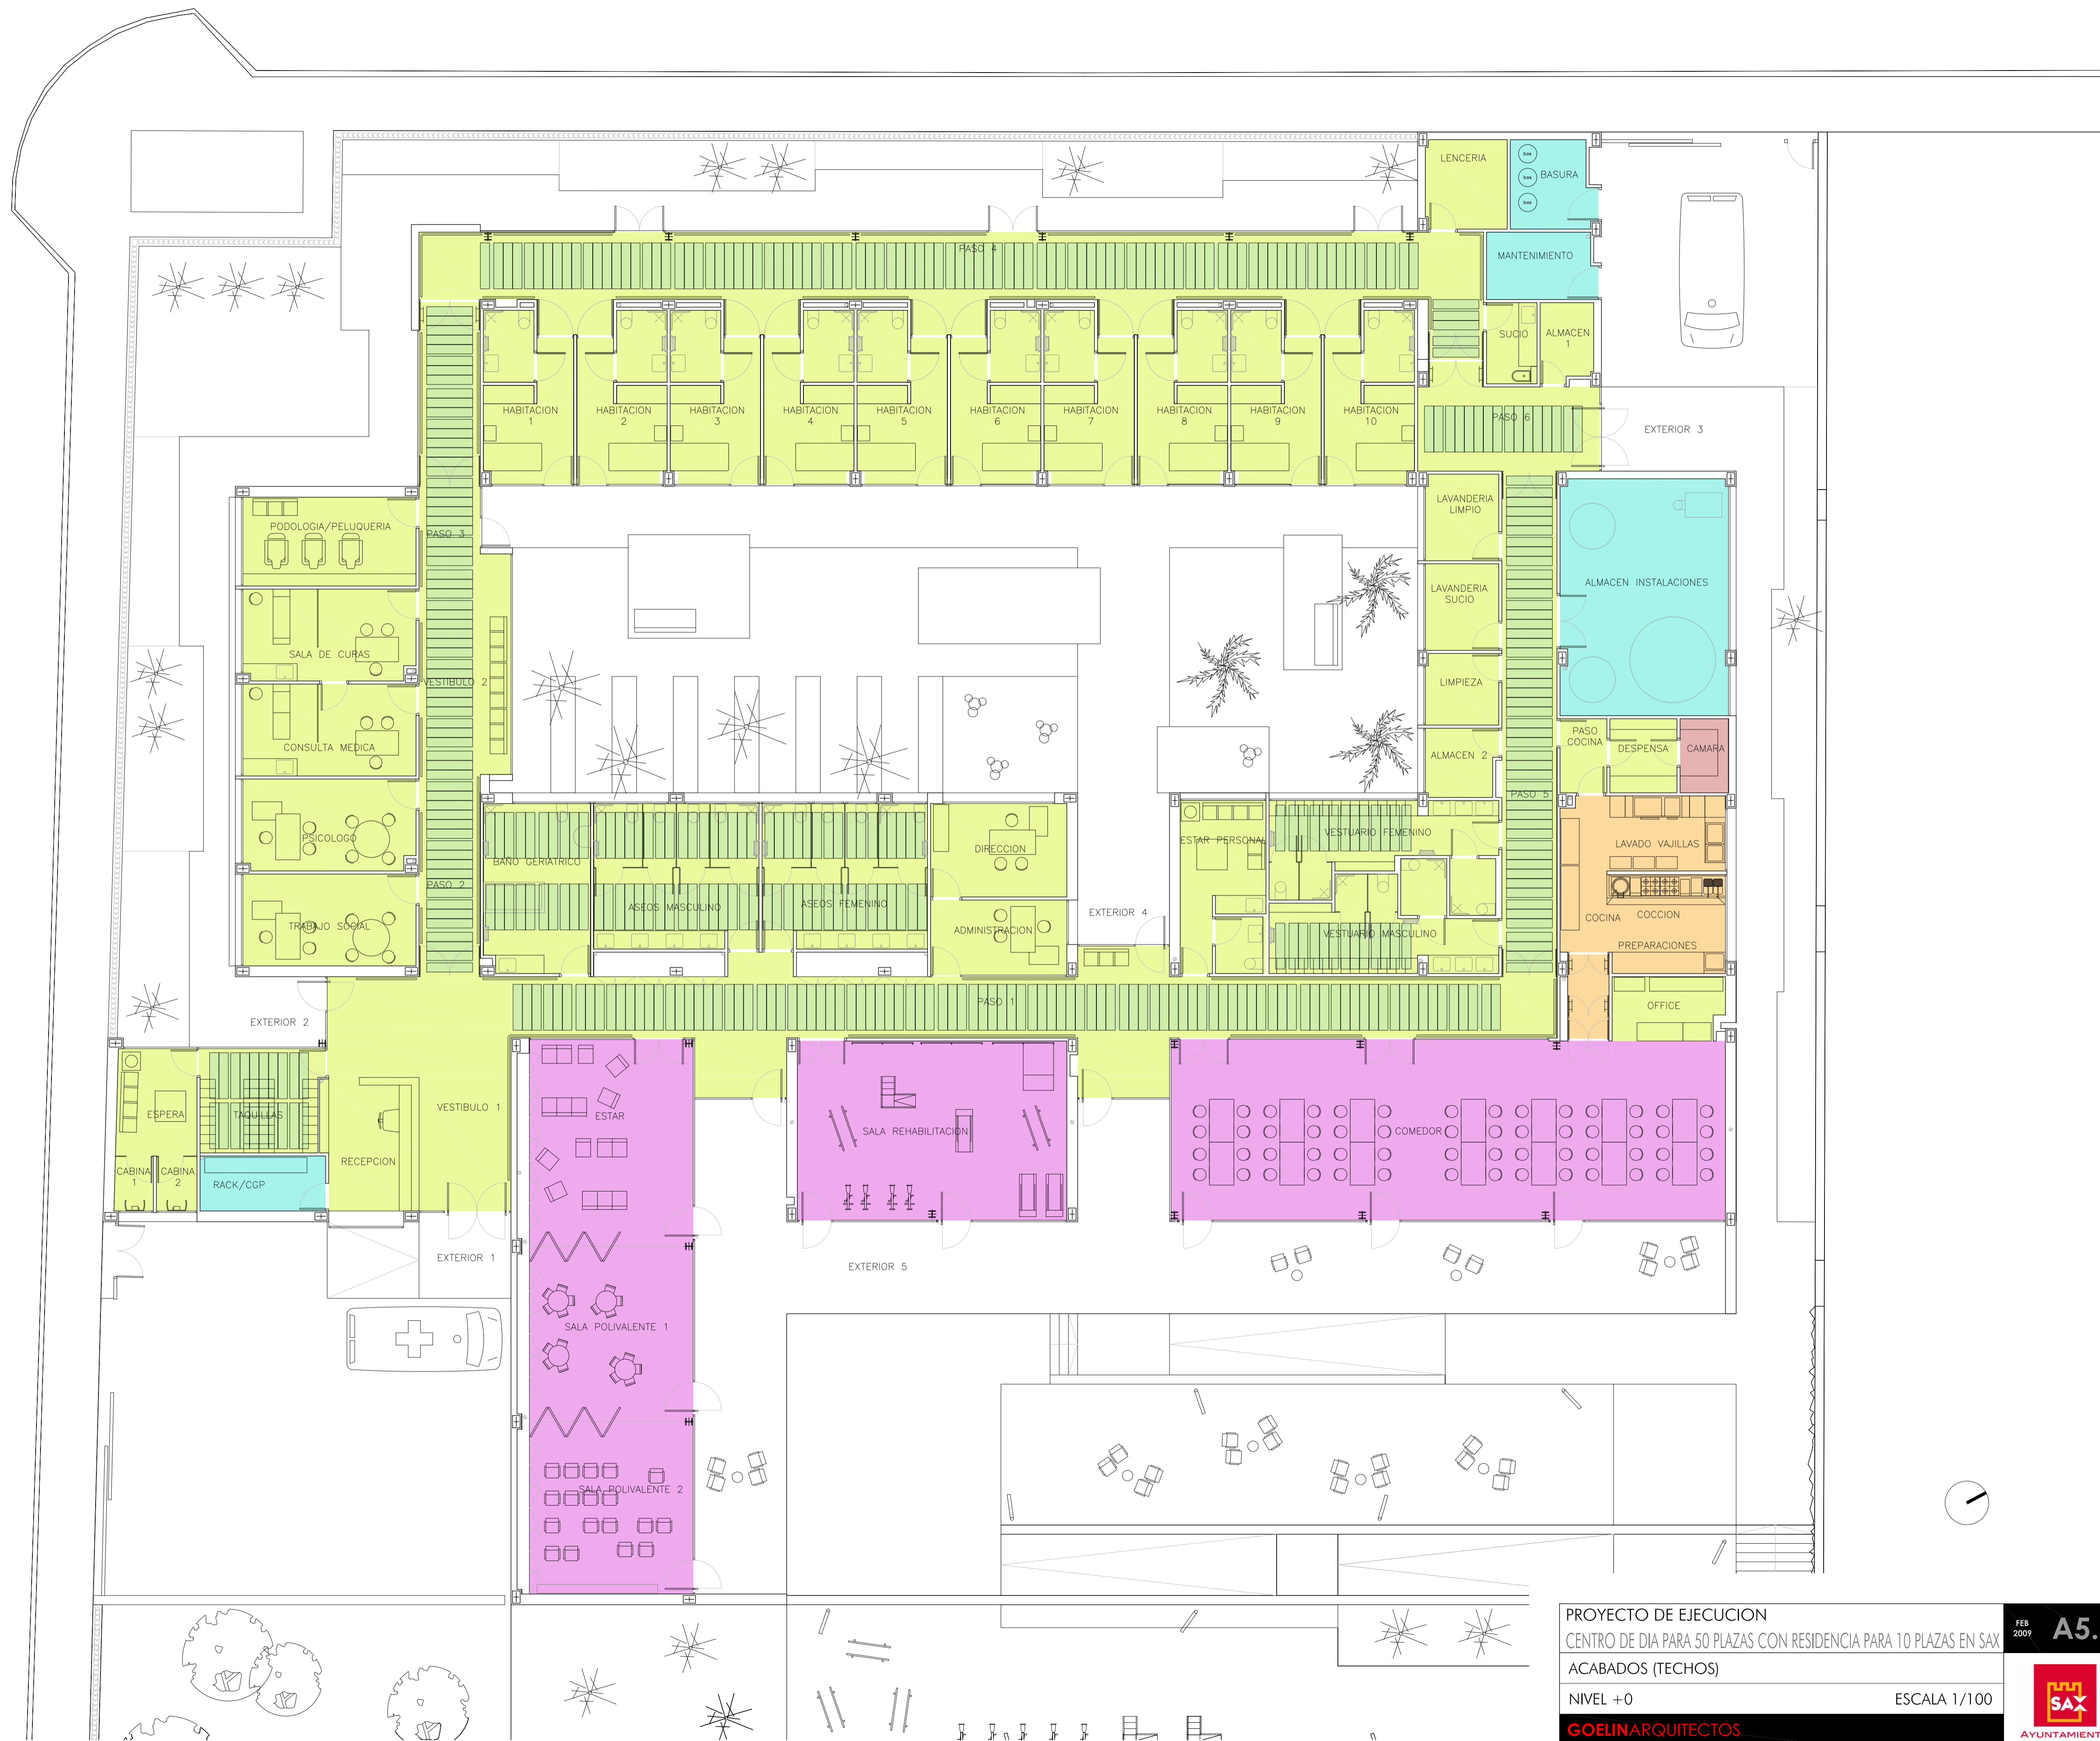 LENCERIA
bas
BASURA
bas
bas
PASO 4
MANTENIMIENTO
SUCIO
ALMACEN
1
HABITACION
1
HABITACION
2
HABITACION
3
HABITACION
4
HABITACION
5
HABITACION
6
HABITACION
7
HABITACION
8
HABITACION
9
HABITACION
10
PASO 6
EXTERIOR 3
PODOLOGIA/PELUQUERIA
PASO 3
LAVANDERIA
LIMPIO
ALMACEN INSTALACIONES
LAVANDERIA
SUCIO
SALA DE CURAS
VESTIBULO 2
LIMPIEZA
CONSULTA MEDICA
PASO
COCINA
DESPENSA
CAMARA
ALMACEN 2
PASO 5
PSICOLOGO
BAÑO GERIATRICO
DIRECCION
ESTAR PERSONAL
VESTUARIO FEMENINO
LAVADO VAJILLAS
PASO 2
ASEOS MASCULINO
ASEOS FEMENINO
EXTERIOR 4
COCINA
COCCION
TRABAJO SOCIAL
ADMINISTRACION
VESTUARIO MASCULINO
PREPARACIONES
PASO 1
OFFICE
EXTERIOR 2
ESPERA
TAQUILLAS
VESTIBULO 1
ESTAR
SALA REHABILITACION
COMEDOR
CABINA
1
CABINA
2
RECEPCION
RACK/CGP
EXTERIOR 1
EXTERIOR 5
SALA POLIVALENTE 1
SALA POLIVALENTE 2
PROYECTO DE EJECUCION
CENTRO DE DIA PARA 50 PLAZAS CON RESIDENCIA PARA 10 PLAZAS EN SAX
FEB
2009
A5.
ACABADOS (TECHOS)
NIVEL +0
ESCALA 1/100
SAX
AYUNTAMIENT
GOELINARQUITECTOS